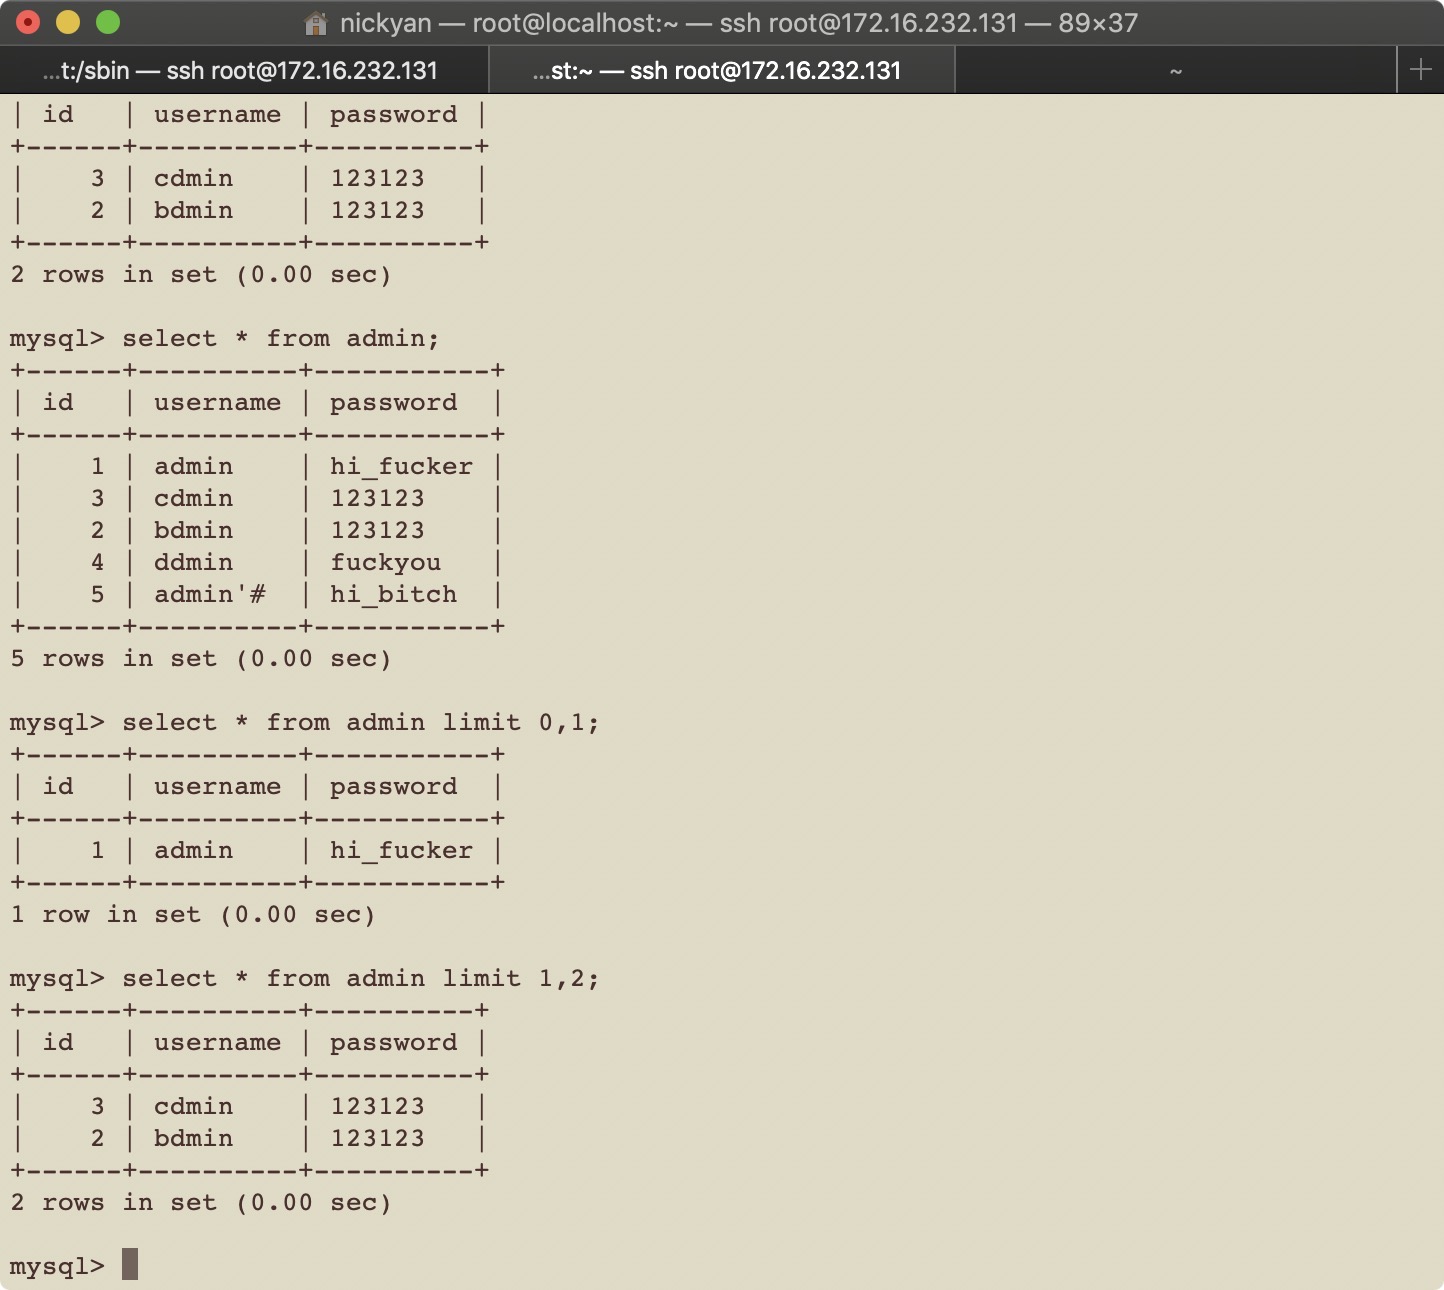 nickyan — root@localhost:~ — ssh root@172.16.232.131 — 89×37
...t:/sbin — ssh root@172.16.232.131 ...st:~ — ssh root@172.16.232.131 ~ +
| id   | username | password |
+------+----------+----------+
|    3 | cdmin    | 123123   |
|    2 | bdmin    | 123123   |
+------+----------+----------+
2 rows in set (0.00 sec)

mysql> select * from admin;
+------+----------+-----------+
| id   | username | password  |
+------+----------+-----------+
|    1 | admin    | hi_fucker |
|    3 | cdmin    | 123123    |
|    2 | bdmin    | 123123    |
|    4 | ddmin    | fuckyou   |
|    5 | admin'#  | hi_bitch  |
+------+----------+-----------+
5 rows in set (0.00 sec)

mysql> select * from admin limit 0,1;
+------+----------+-----------+
| id   | username | password  |
+------+----------+-----------+
|    1 | admin    | hi_fucker |
+------+----------+-----------+
1 row in set (0.00 sec)

mysql> select * from admin limit 1,2;
+------+----------+----------+
| id   | username | password |
+------+----------+----------+
|    3 | cdmin    | 123123   |
|    2 | bdmin    | 123123   |
+------+----------+----------+
2 rows in set (0.00 sec)

mysql>